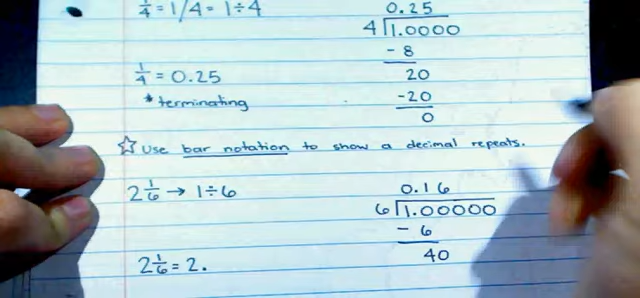 1/4 = 1/4 = 1÷4
0.25
4 1.0000
- 8
20
1/4 = 0.25
-20
* terminating
0
☆ Use bar notation to show a decimal repeats.
2 1/6 → 1÷6
0.16
6 1.00000
- 6
40
2 1/6 = 2.